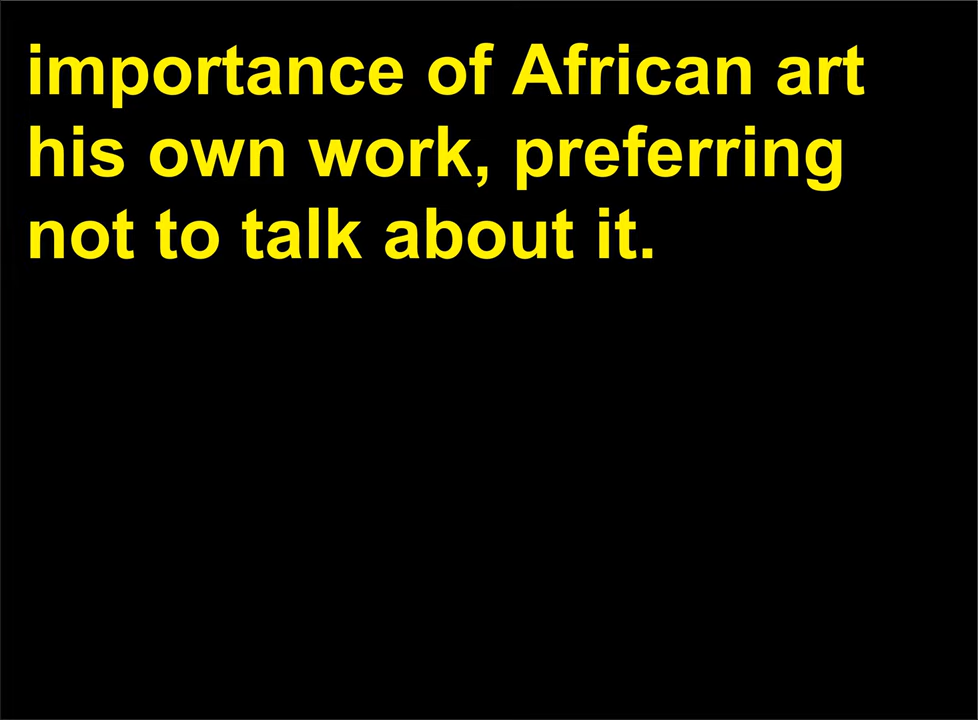 importance of African art
his own work, preferring
not to talk about it.